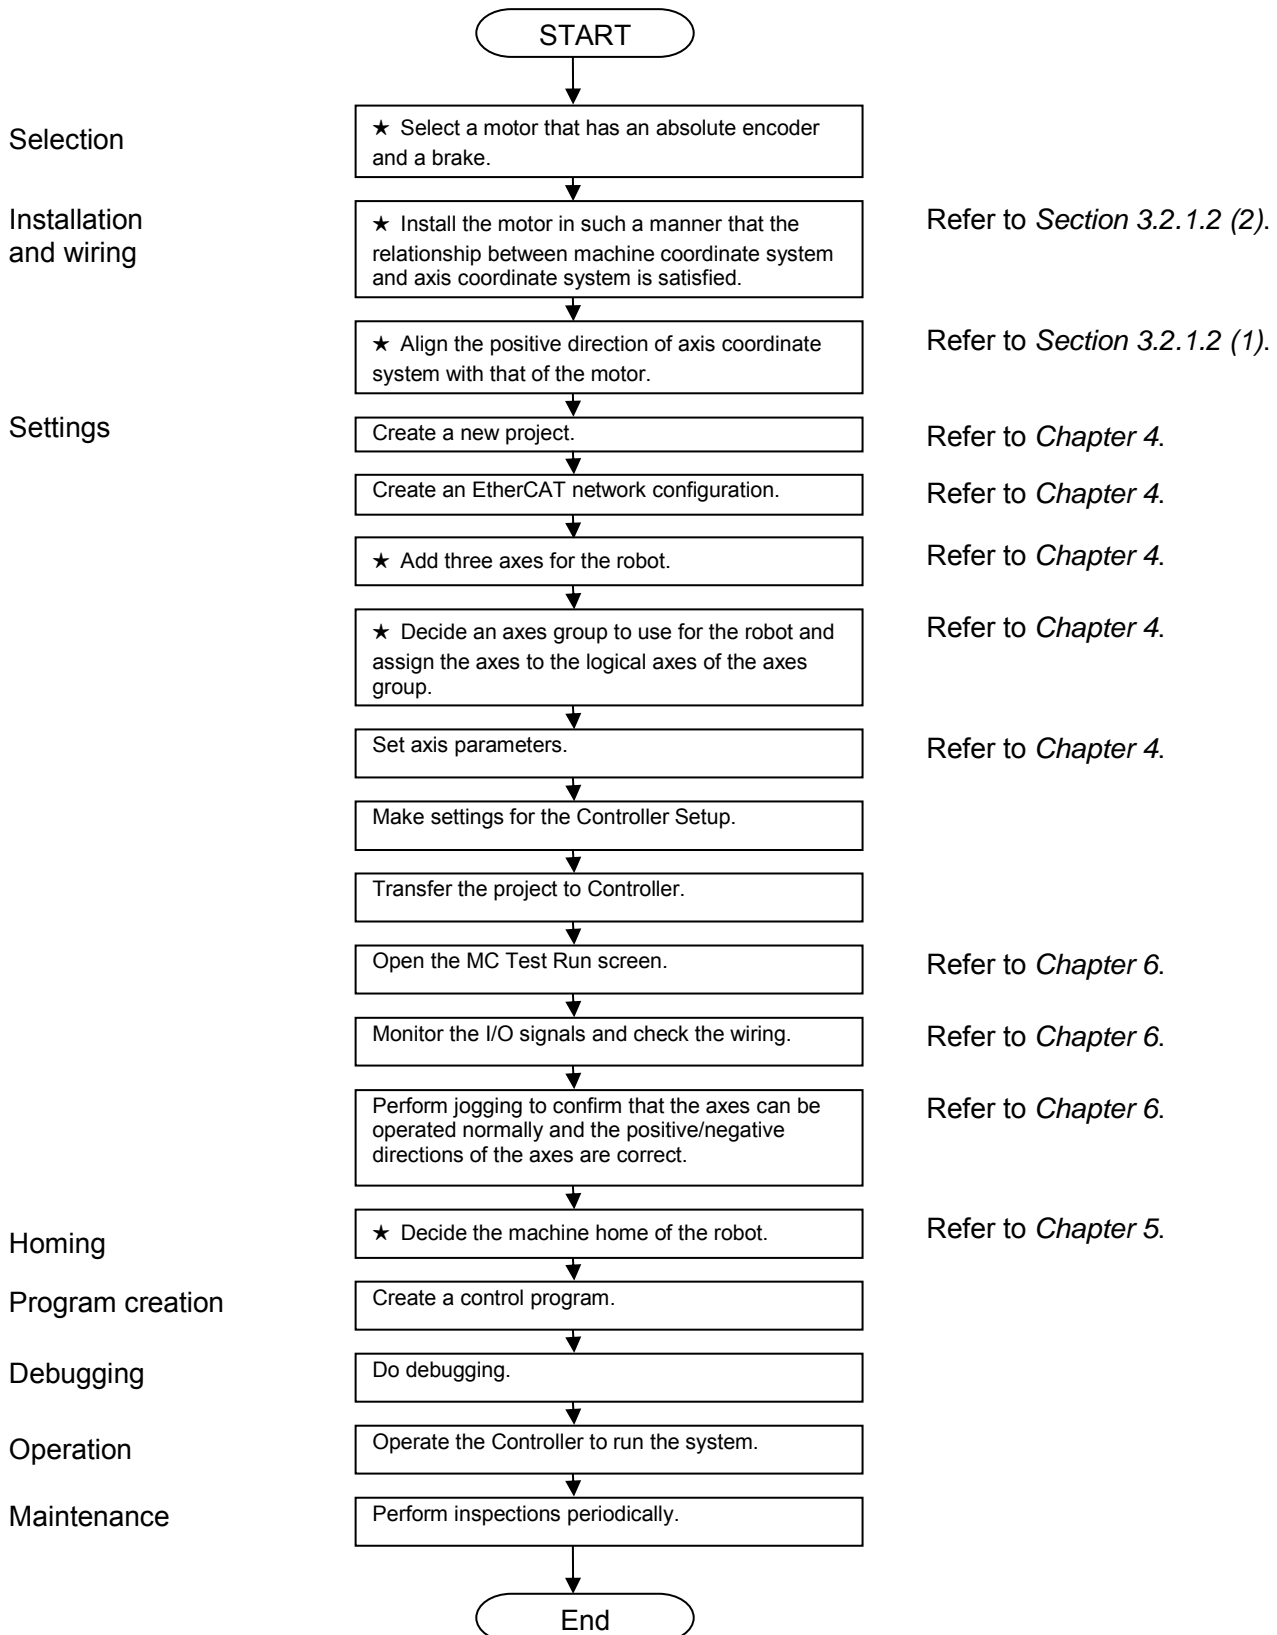 START
Selection
★ Select a motor that has an absolute encoder
and a brake.
Installation
and wiring
★ Install the motor in such a manner that the
relationship between machine coordinate system
and axis coordinate system is satisfied.
Refer to Section 3.2.1.2 (2).
★ Align the positive direction of axis coordinate
system with that of the motor.
Refer to Section 3.2.1.2 (1).
Settings
Create a new project.
Refer to Chapter 4.
Create an EtherCAT network configuration.
Refer to Chapter 4.
★ Add three axes for the robot.
Refer to Chapter 4.
★ Decide an axes group to use for the robot and
assign the axes to the logical axes of the axes
group.
Refer to Chapter 4.
Set axis parameters.
Refer to Chapter 4.
Make settings for the Controller Setup.
Transfer the project to Controller.
Open the MC Test Run screen.
Refer to Chapter 6.
Monitor the I/O signals and check the wiring.
Refer to Chapter 6.
Perform jogging to confirm that the axes can be
operated normally and the positive/negative
directions of the axes are correct.
Refer to Chapter 6.
Homing
★ Decide the machine home of the robot.
Refer to Chapter 5.
Program creation
Create a control program.
Debugging
Do debugging.
Operation
Operate the Controller to run the system.
Maintenance
Perform inspections periodically.
End